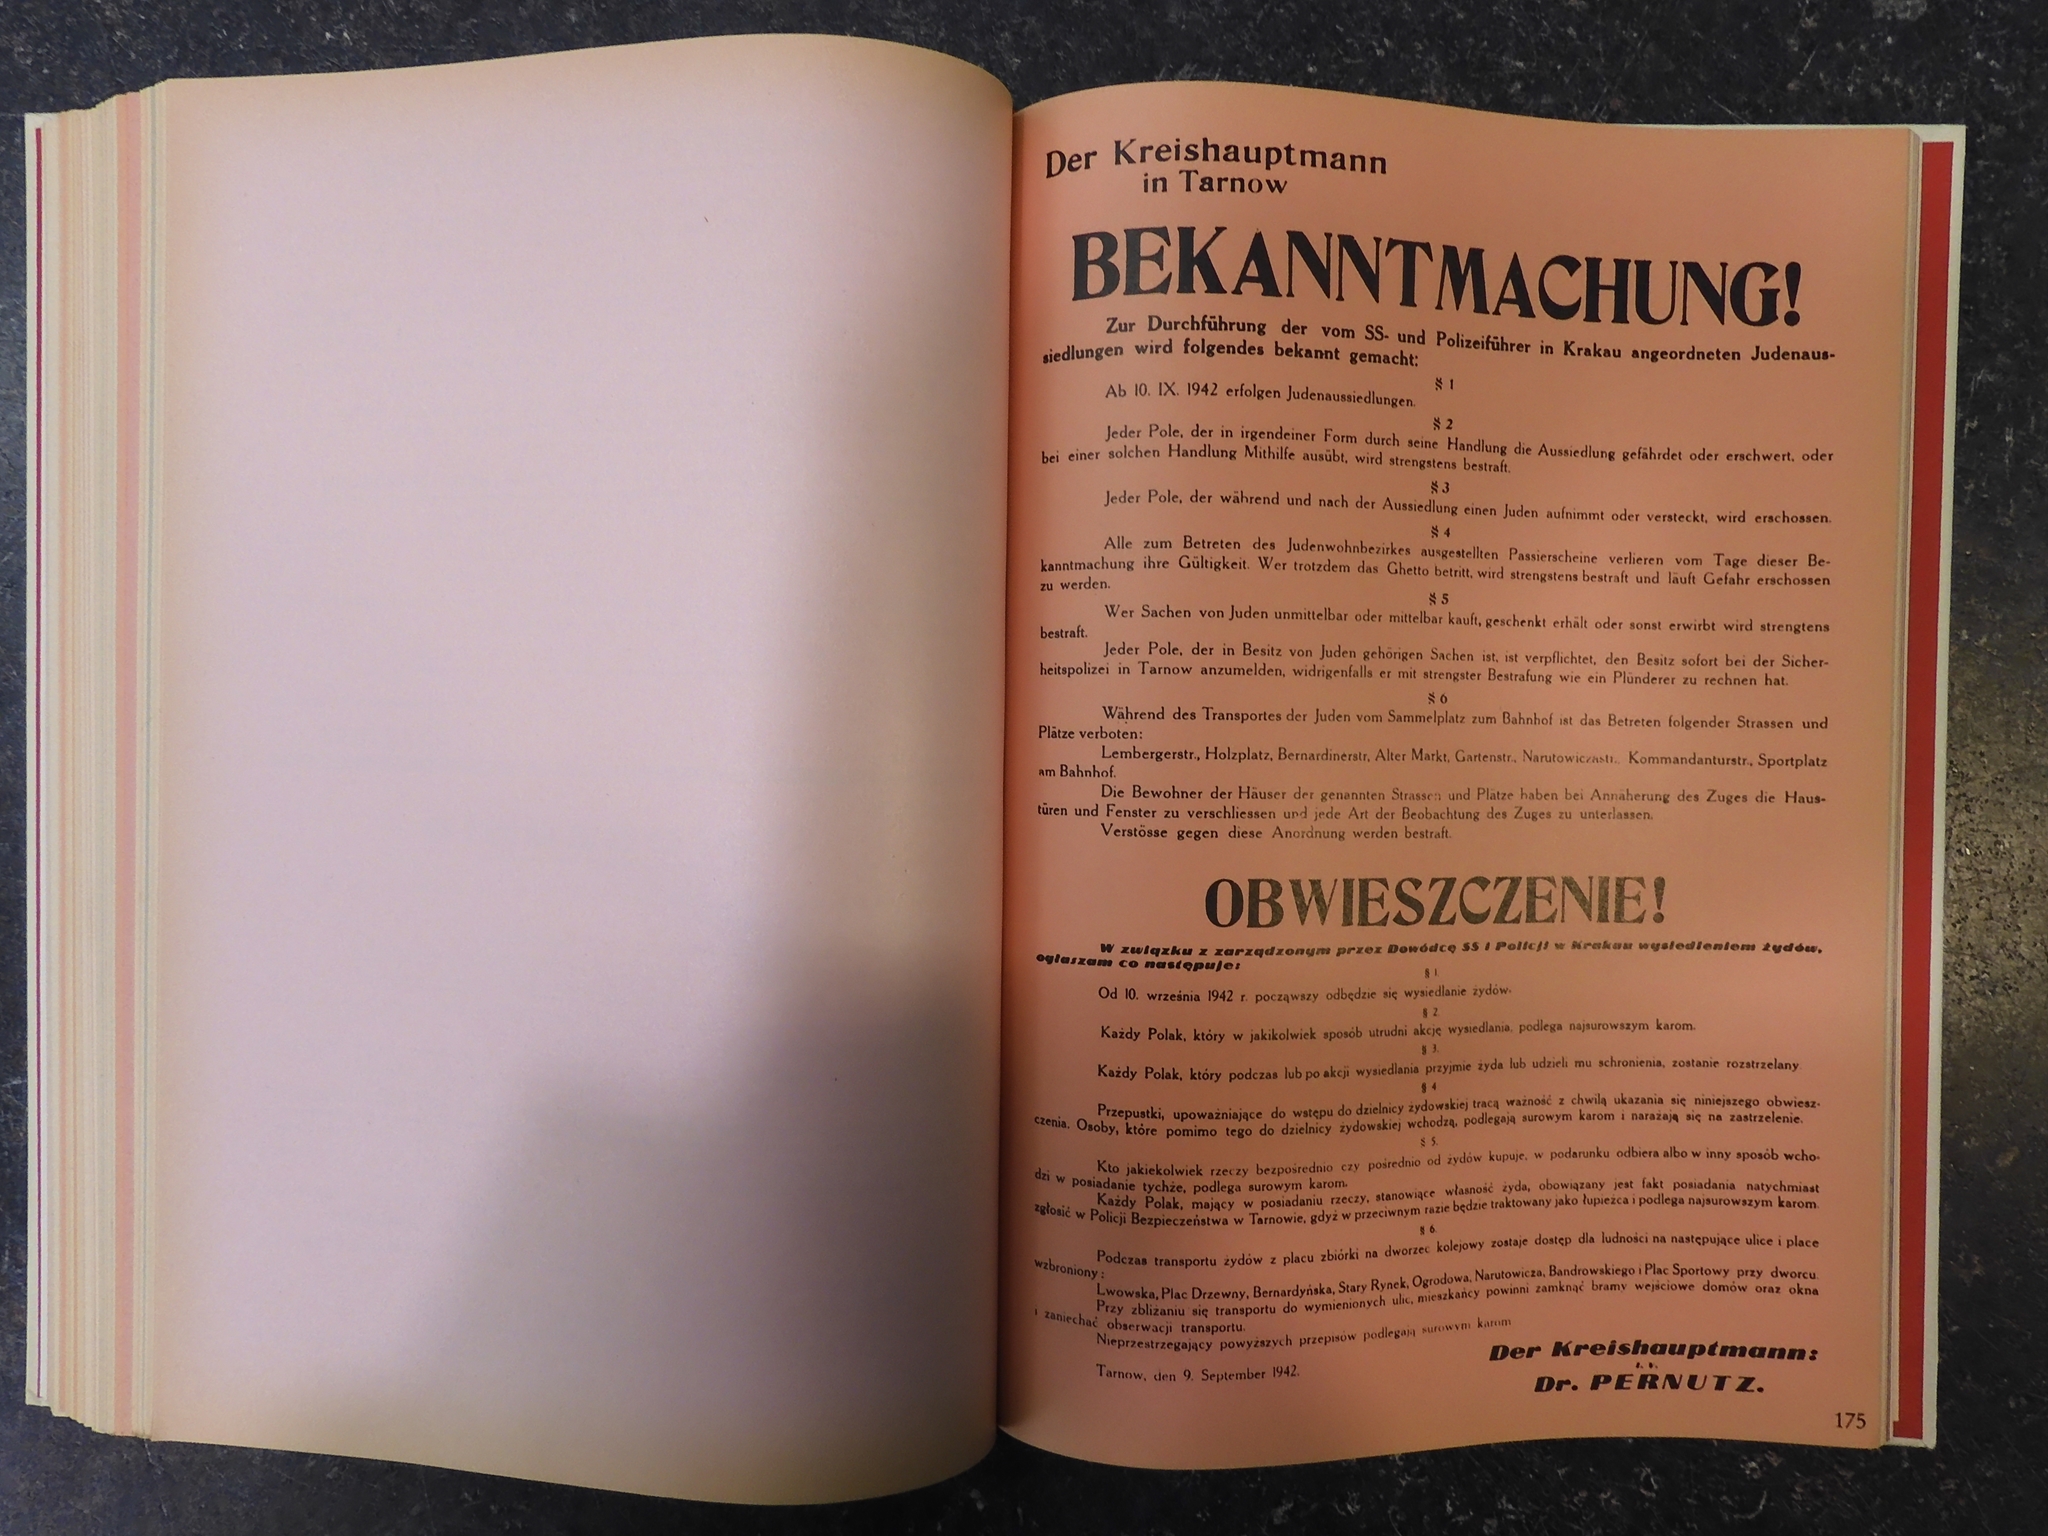 Der Kreishauptmann
in Tarnow
BEKANNTMACHUNG!
Zur Durchführung der vom SS- und Polizeiführer in Krakau angeordneten Judenaus-
siedlungen wird folgendes bekannt gemacht:
§ 1
Ab 10. IX. 1942 erfolgen Judenaussiedlungen.
§ 2
Jeder Pole, der in irgendeiner Form durch seine Handlung die Aussiedlung gefährdet oder erschwert, oder
bei einer solchen Handlung Mithilfe ausübt, wird strengstens bestraft.
§ 3
Jeder Pole, der während und nach der Aussiedlung einen Juden aufnimmt oder versteckt, wird erschossen.
§ 4
Alle zum Betreten des Judenwohnbezirkes ausgestellten Passierscheine verlieren vom Tage dieser Be-
kanntmachung ihre Gültigkeit. Wer trotzdem das Ghetto betritt, wird strengstens bestraft und läuft Gefahr erschossen
zu werden.
§ 5
Wer Sachen von Juden unmittelbar oder mittelbar kauft, geschenkt erhält oder sonst erwirbt wird strengtens
bestraft.
Jeder Pole, der in Besitz von Juden gehörigen Sachen ist, ist verpflichtet, den Besitz sofort bei der Sicher-
heitspolizei in Tarnow anzumelden, widrigenfalls er mit strengster Bestrafung wie ein Plünderer zu rechnen hat.
§ 6
Während des Transportes der Juden vom Sammelplatz zum Bahnhof ist das Betreten folgender Strassen und
Plätze verboten:
Lembergerstr., Holzplatz, Bernardinerstr, Alter Markt, Gartenstr., Narutowiczastr., Kommandanturstr., Sportplatz
am Bahnhof.
Die Bewohner der Häuser der genannten Strassen und Plätze haben bei Annäherung des Zuges die Haus-
türen und Fenster zu verschliessen und jede Art der Beobachtung des Zuges zu unterlassen.
Verstösse gegen diese Anordnung werden bestraft.
OBWIESZCZENIE!
W związku z zarządzonym przez Dowódcę SS i Policji w Krakau wysiedleniem żydów,
ogłaszam co następuje:
§ 1.
Od 10. września 1942 r. począwszy odbędzie się wysiedlanie żydów.
§ 2.
Każdy Polak, który w jakikolwiek sposób utrudni akcję wysiedlania, podlega najsurowszym karom.
§ 3.
Każdy Polak, który podczas lub po akcji wysiedlania przyjmie żyda lub udzieli mu schronienia, zostanie rozstrzelany.
§ 4
Przepustki, upoważniające do wstępu do dzielnicy żydowskiej tracą ważność z chwilą ukazania się niniejszego obwiesz-
czenia. Osoby, które pomimo tego do dzielnicy żydowskiej wchodzą, podlegają surowym karom i narażają się na zastrzelenie.
§ 5.
Kto jakiekolwiek rzeczy bezpośrednio czy pośrednio od żydów kupuje, w podarunku odbiera albo w inny sposób wcho-
dzi w posiadanie tychże, podlega surowym karom.
Każdy Polak, mający w posiadaniu rzeczy, stanowiące własność żyda, obowiązany jest fakt posiadania natychmiast
zgłosić w Policji Bezpieczeństwa w Tarnowie, gdyż w przeciwnym razie będzie traktowany jako łupieżca i podlega najsurowszym karom.
§ 6.
Podczas transportu żydów z placu zbiórki na dworzec kolejowy zostaje dostęp dla ludności na następujące ulice i place
wzbroniony:
Lwowska, Plac Drzewny, Bernardyńska, Stary Rynek, Ogrodowa, Narutowicza, Bandrowskiego i Plac Sportowy przy dworcu.
Przy zbliżaniu się transportu do wymienionych ulic, mieszkańcy powinni zamknąć bramy wejściowe domów oraz okna
i zaniechać obserwacji transportu.
Nieprzestrzegający powyższych przepisów podlegają surowym karom
Tarnow, den 9. September 1942.
Der Kreishauptmann:
I. V.
Dr. PERNUTZ.
175